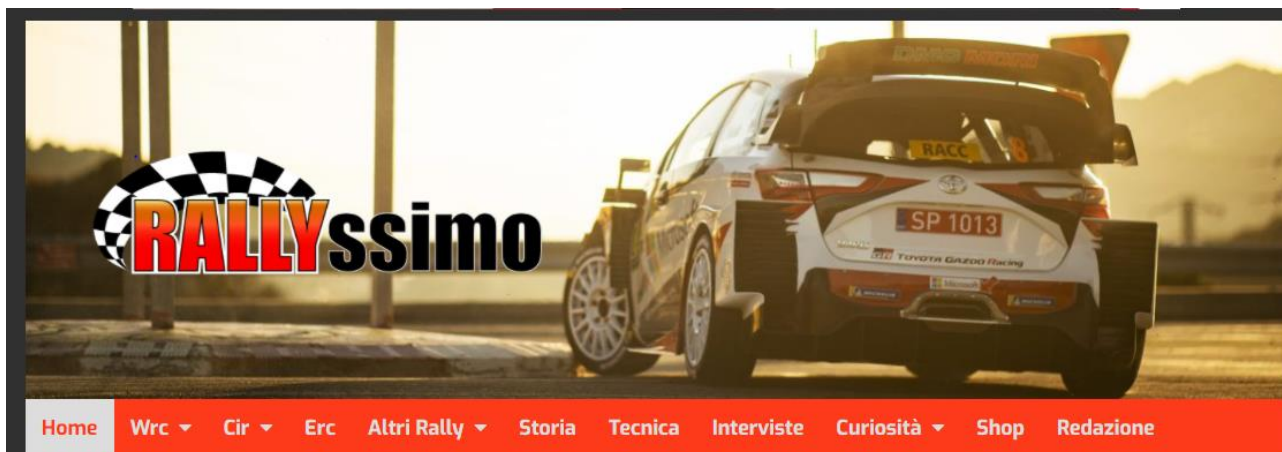 RACC
8
SP 1013
TOYOTA GAZOO Racing
Microsoft
RALLYssimo
Home
Wrc
Cir
Erc
Altri Rally
Storia
Tecnica
Interviste
Curiosità
Shop
Redazione